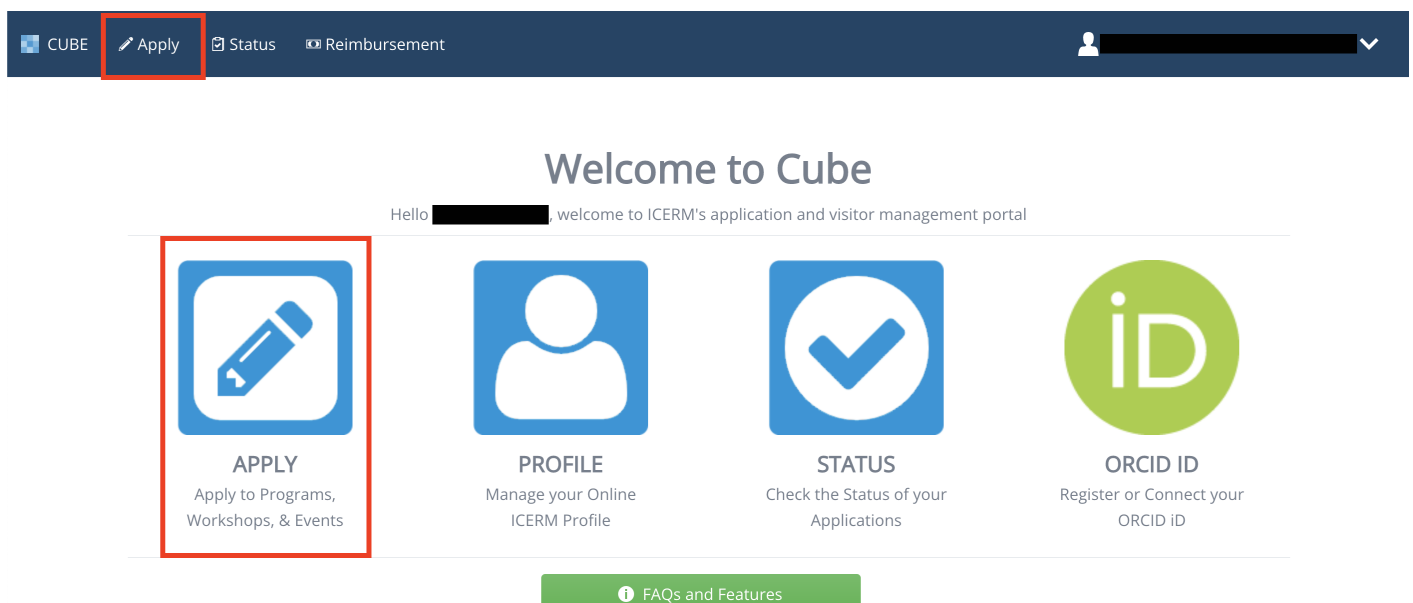 CUBE Apply Status Reimbursement
Welcome to Cube
Hello , welcome to ICERM's application and visitor management portal
iD
APPLY
Apply to Programs,
Workshops, & Events
PROFILE
Manage your Online
ICERM Profile
STATUS
Check the Status of your
Applications
ORCID ID
Register or Connect your
ORCID iD
FAQs and Features